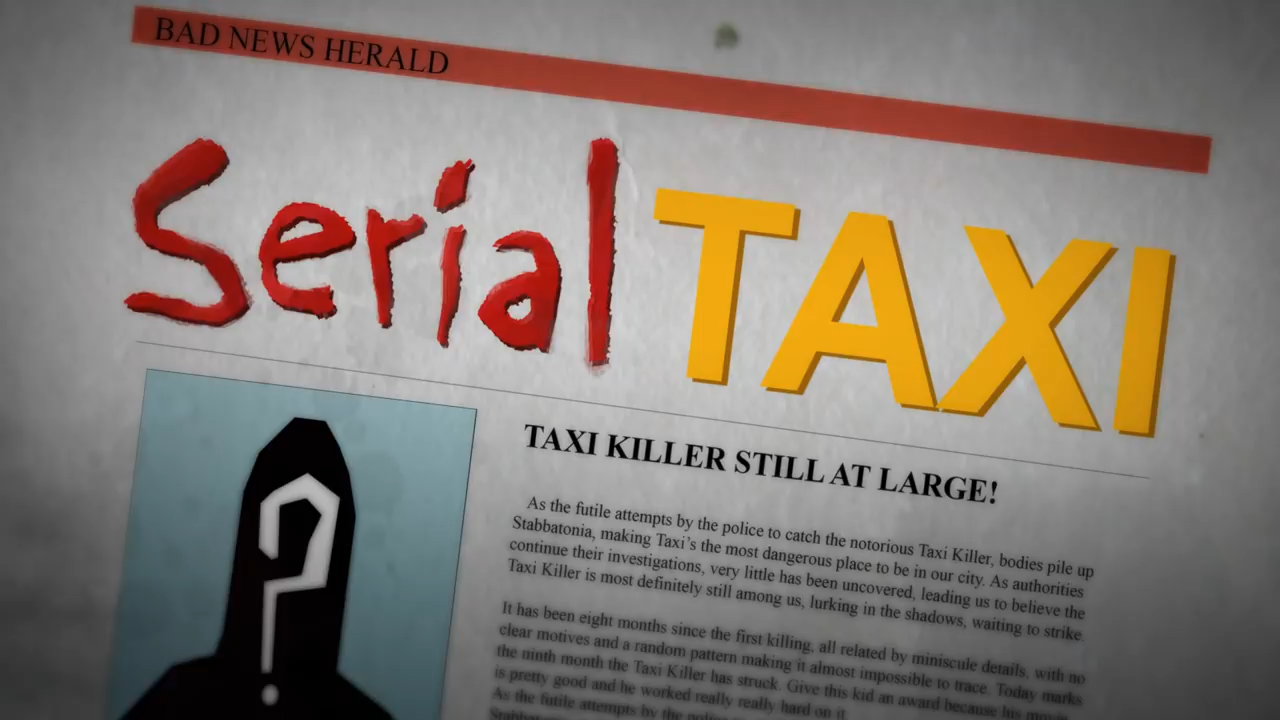 BAD NEWS HERALD
Serial TAXI
TAXI KILLER STILL AT LARGE!
As the futile attempts by the police to catch the notorious Taxi Killer, bodies pile up
Stabbatonia, making Taxi's the most dangerous place to be in our city. As authorities
continue their investigations, very little has been uncovered, leading us to believe the
Taxi Killer is most definitely still among us, lurking in the shadows, waiting to strike.
It has been eight months since the first killing, all related by miniscule details, with no
clear motives and a random pattern making it almost impossible to trace. Today marks
the ninth month the Taxi Killer has struck. Give this kid an award because his movie
is pretty good and he worked really really hard on it.
As the futile attempts by the